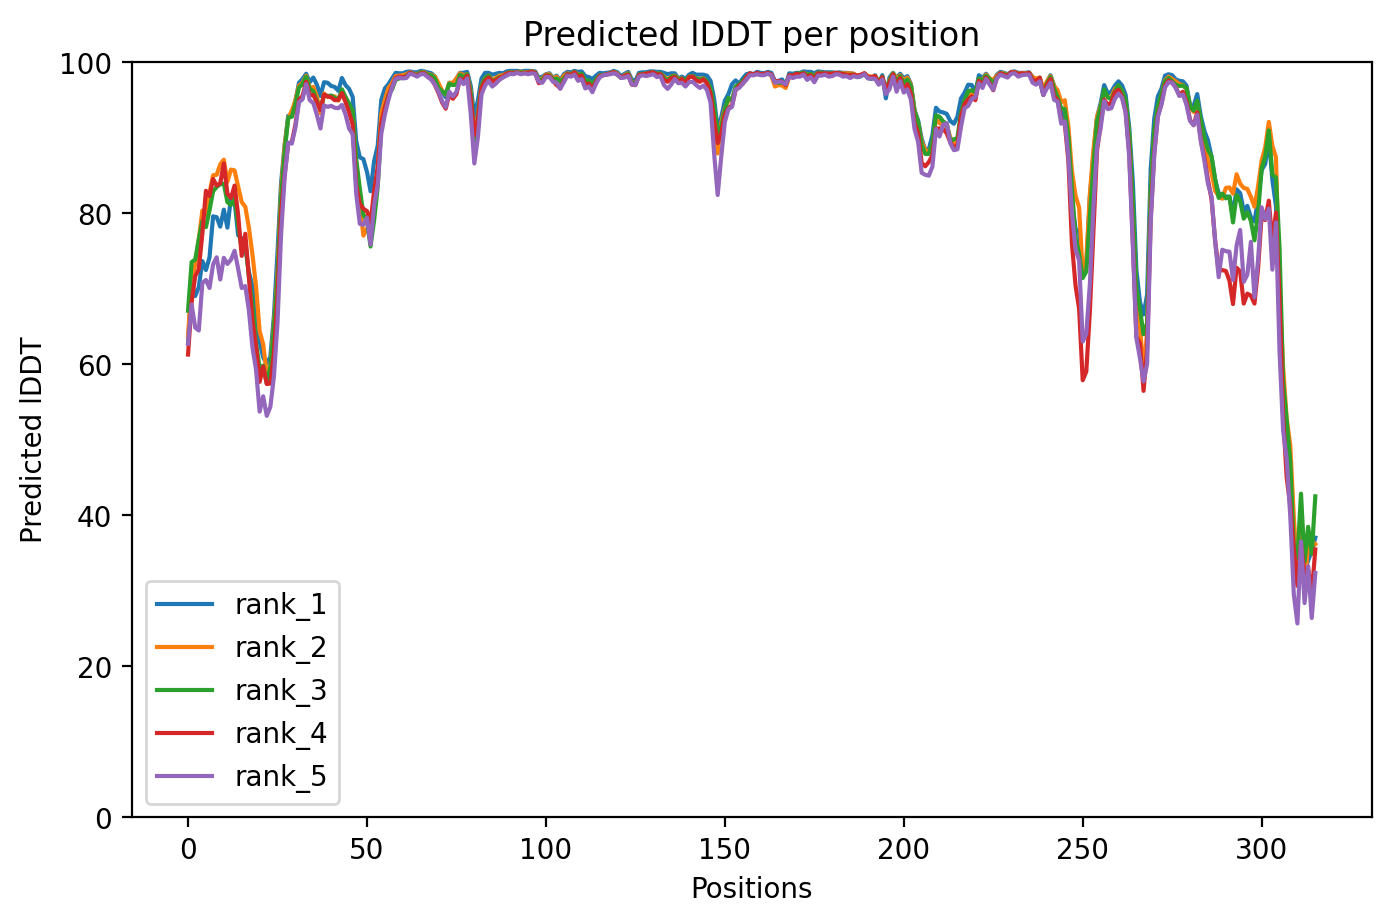 Predicted lDDT per position
Predicted lDDT
100
80
60
40
20
0
rank_1
rank_2
rank_3
rank_4
rank_5
0 50 100 150 200 250 300
Positions